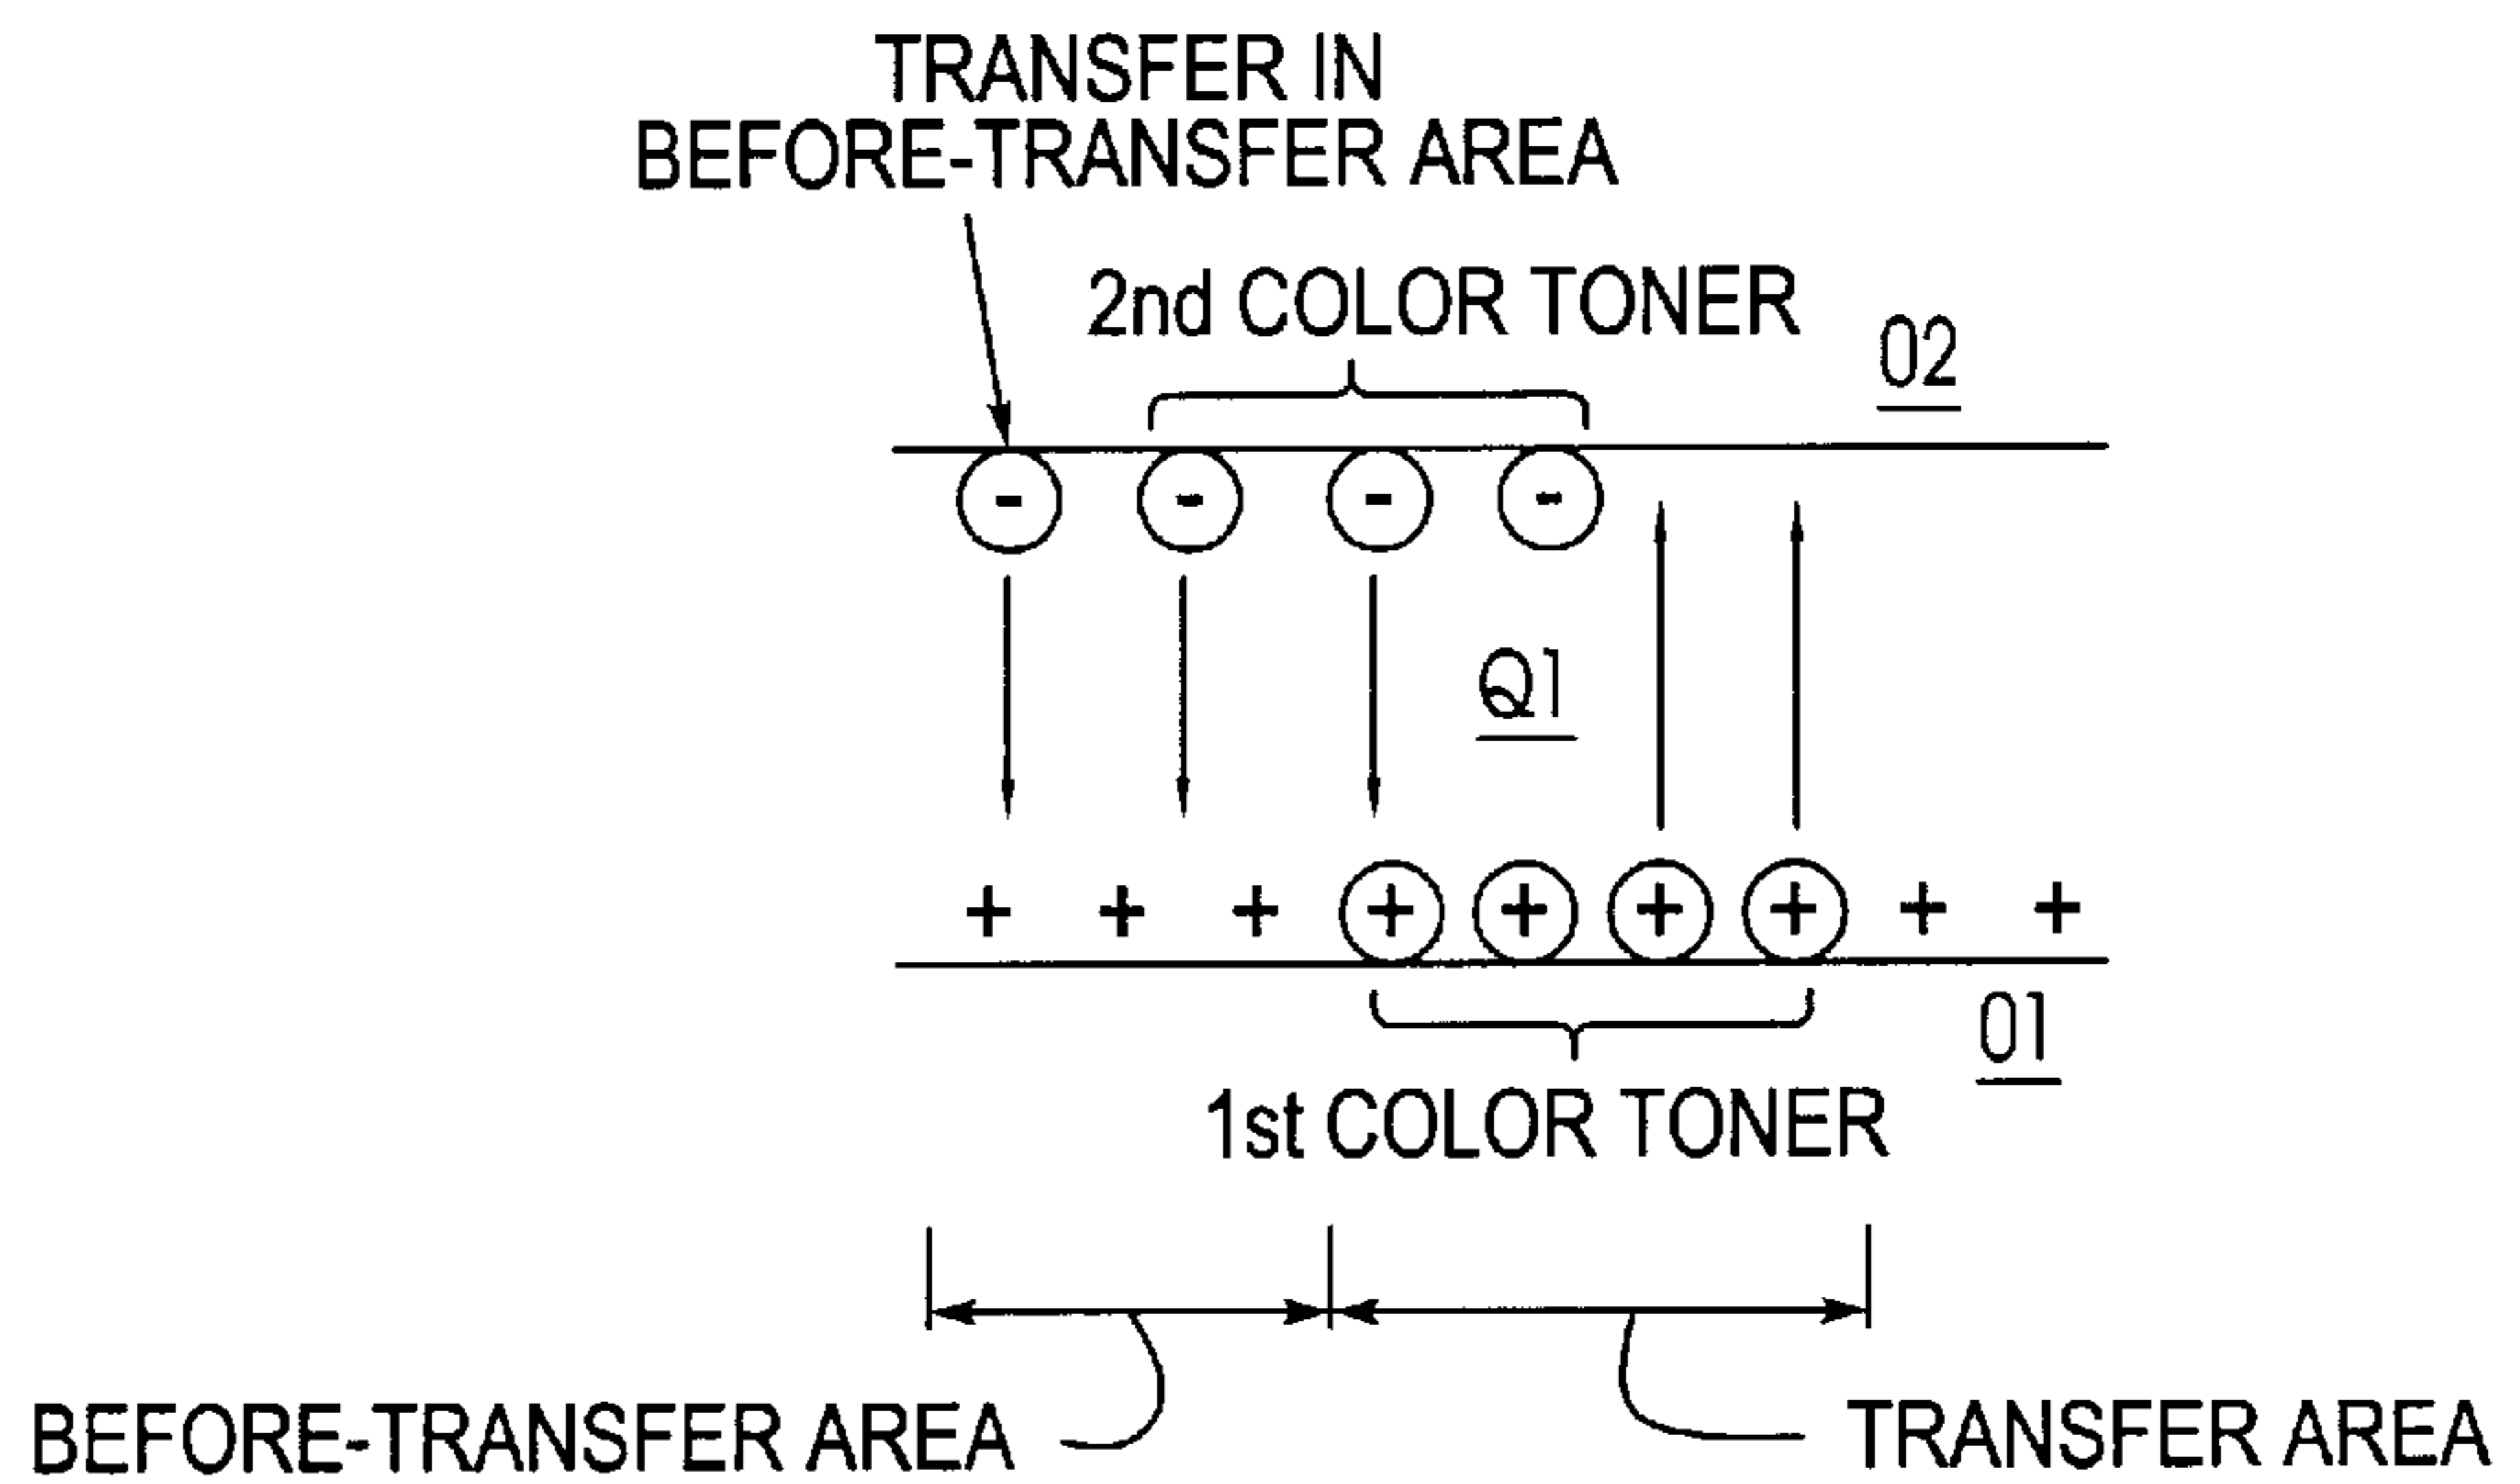 TRANSFER IN
BEFORE-TRANSFER AREA
2nd COLOR TONER
02
- - - -
Q1
+ + + + + + + + +
01
1st COLOR TONER
BEFORE-TRANSFER AREA
TRANSFER AREA